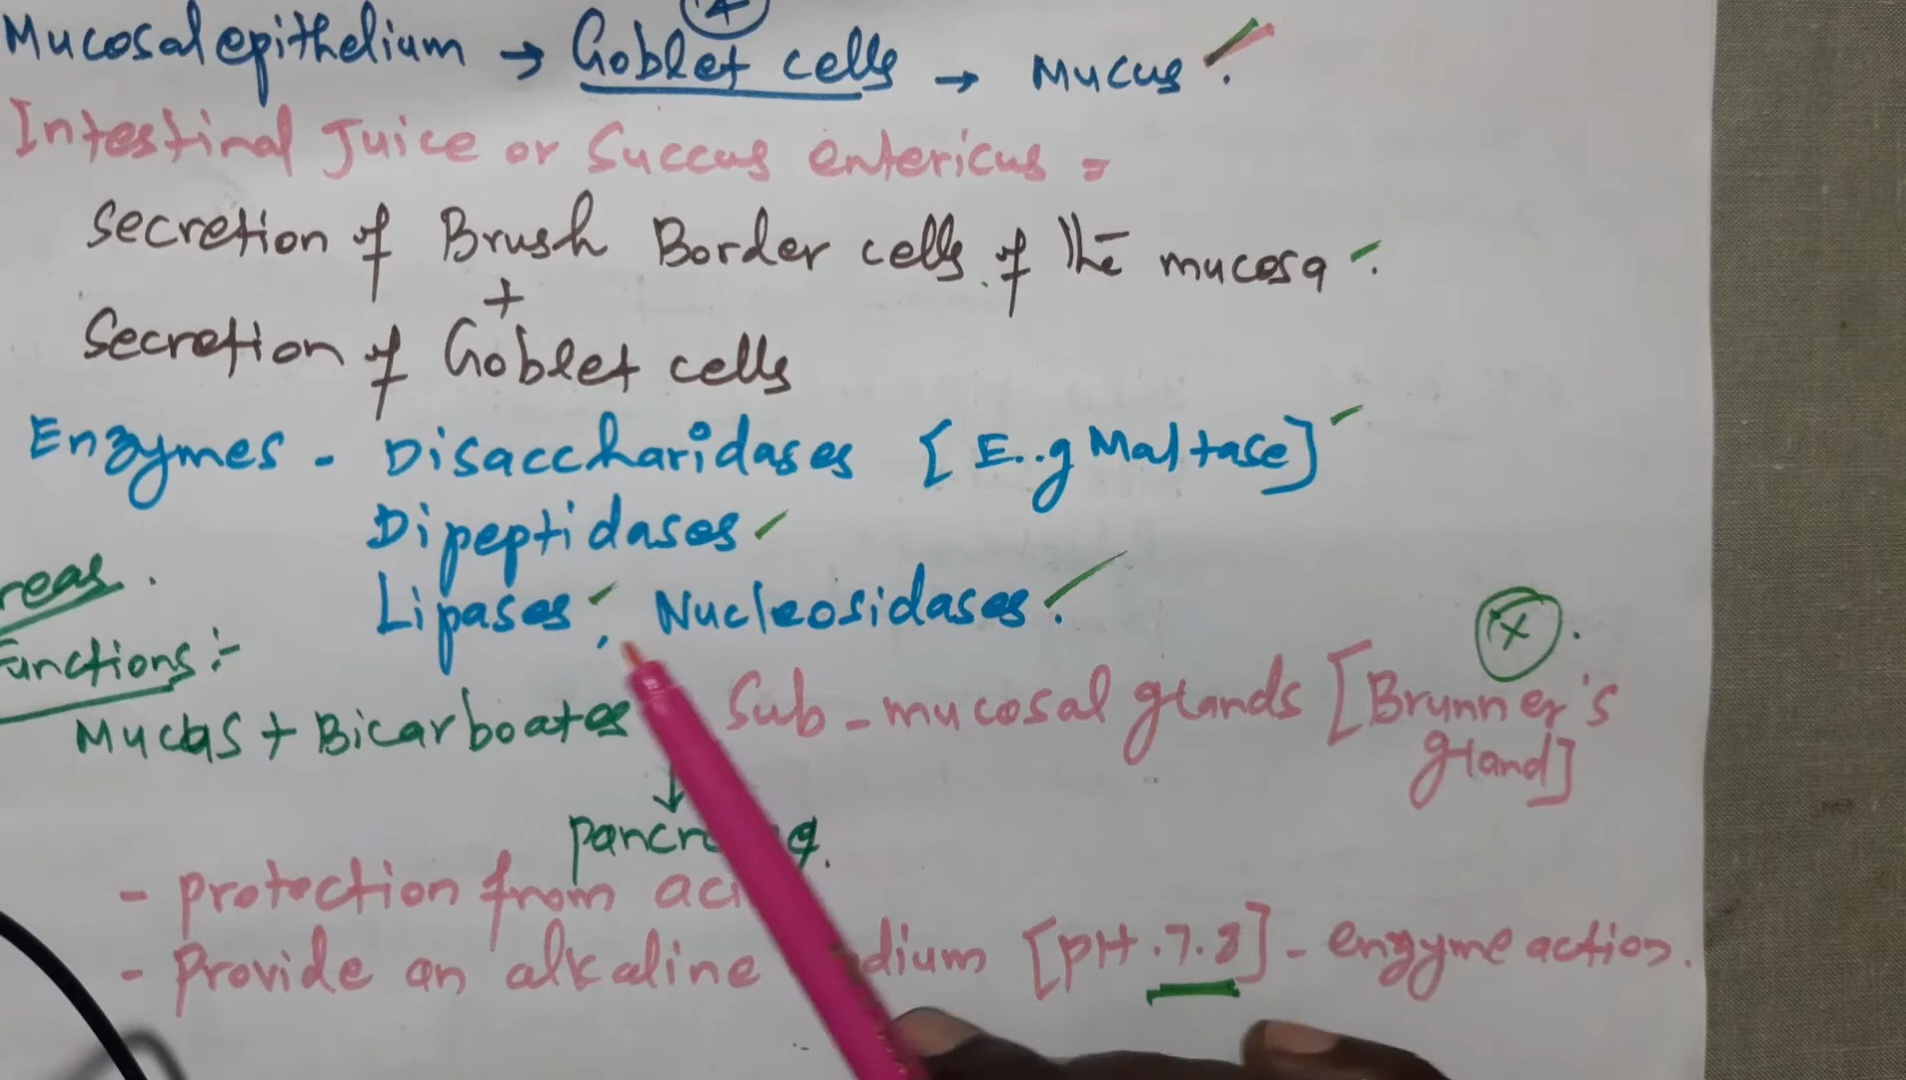 4
Mucosal epithelium → Goblet cells → Mucus.
Intestinal Juice or Succus entericus =
Secretion of Brush Border cells of the mucosa.
+
Secretion of Goblet cells
Enzymes - Disaccharidases [E.g Maltase]
Dipeptidases
Lipases, Nucleosidases.
reas.
Functions:-
Mucus + Bicarboates
Sub-mucosal glands [Brunner's
gland]
↓
- Protection from
- Provide an alkaline [pH.7.8] - enzyme action.